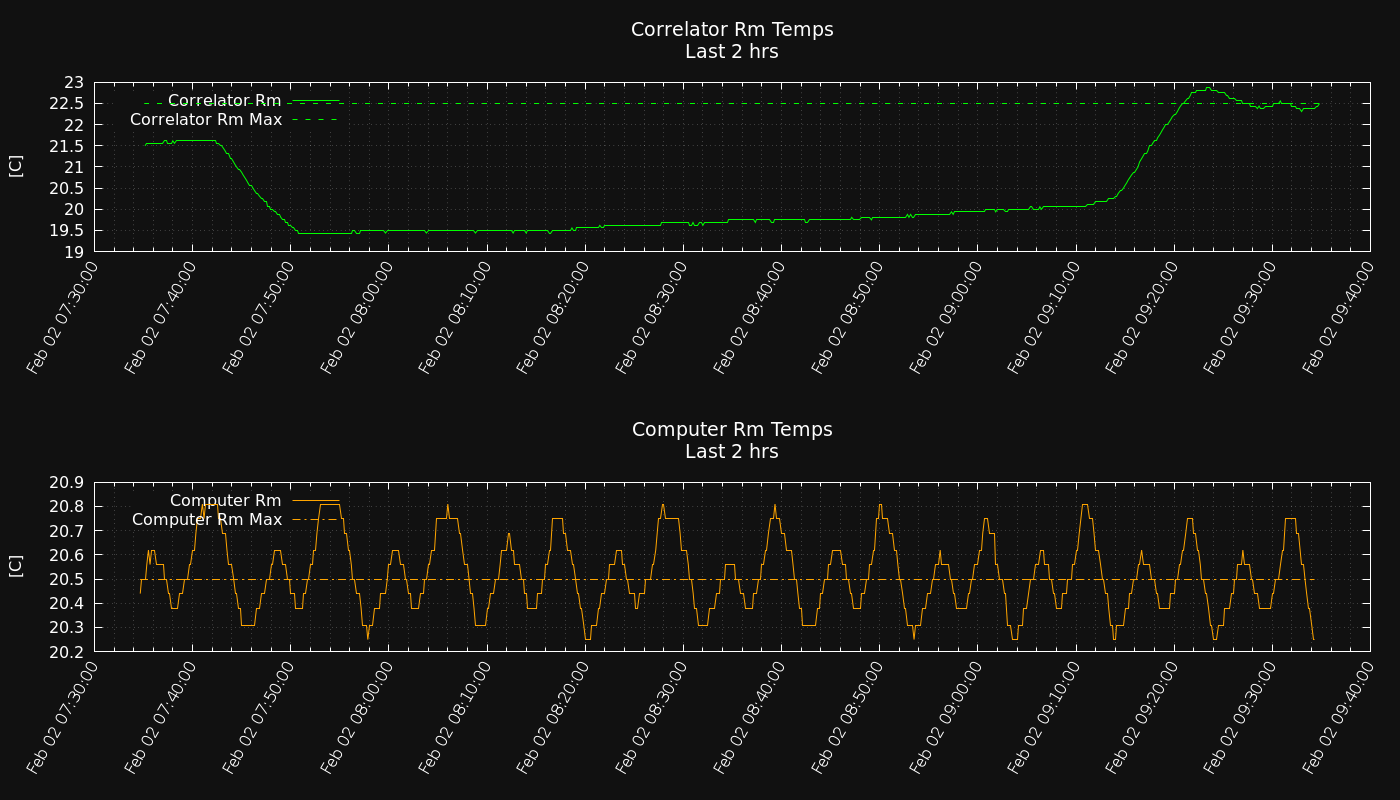 Correlator Rm Temps
Last 2 hrs
[C]
23
22.5
22
21.5
21
20.5
20
19.5
19
Correlator Rm
Correlator Rm Max
Feb 02 07:30:00
Feb 02 07:40:00
Feb 02 07:50:00
Feb 02 08:00:00
Feb 02 08:10:00
Feb 02 08:20:00
Feb 02 08:30:00
Feb 02 08:40:00
Feb 02 08:50:00
Feb 02 09:00:00
Feb 02 09:10:00
Feb 02 09:20:00
Feb 02 09:30:00
Feb 02 09:40:00
Computer Rm Temps
Last 2 hrs
[C]
20.9
20.8
20.7
20.6
20.5
20.4
20.3
20.2
Computer Rm
Computer Rm Max
Feb 02 07:30:00
Feb 02 07:40:00
Feb 02 07:50:00
Feb 02 08:00:00
Feb 02 08:10:00
Feb 02 08:20:00
Feb 02 08:30:00
Feb 02 08:40:00
Feb 02 08:50:00
Feb 02 09:00:00
Feb 02 09:10:00
Feb 02 09:20:00
Feb 02 09:30:00
Feb 02 09:40:00